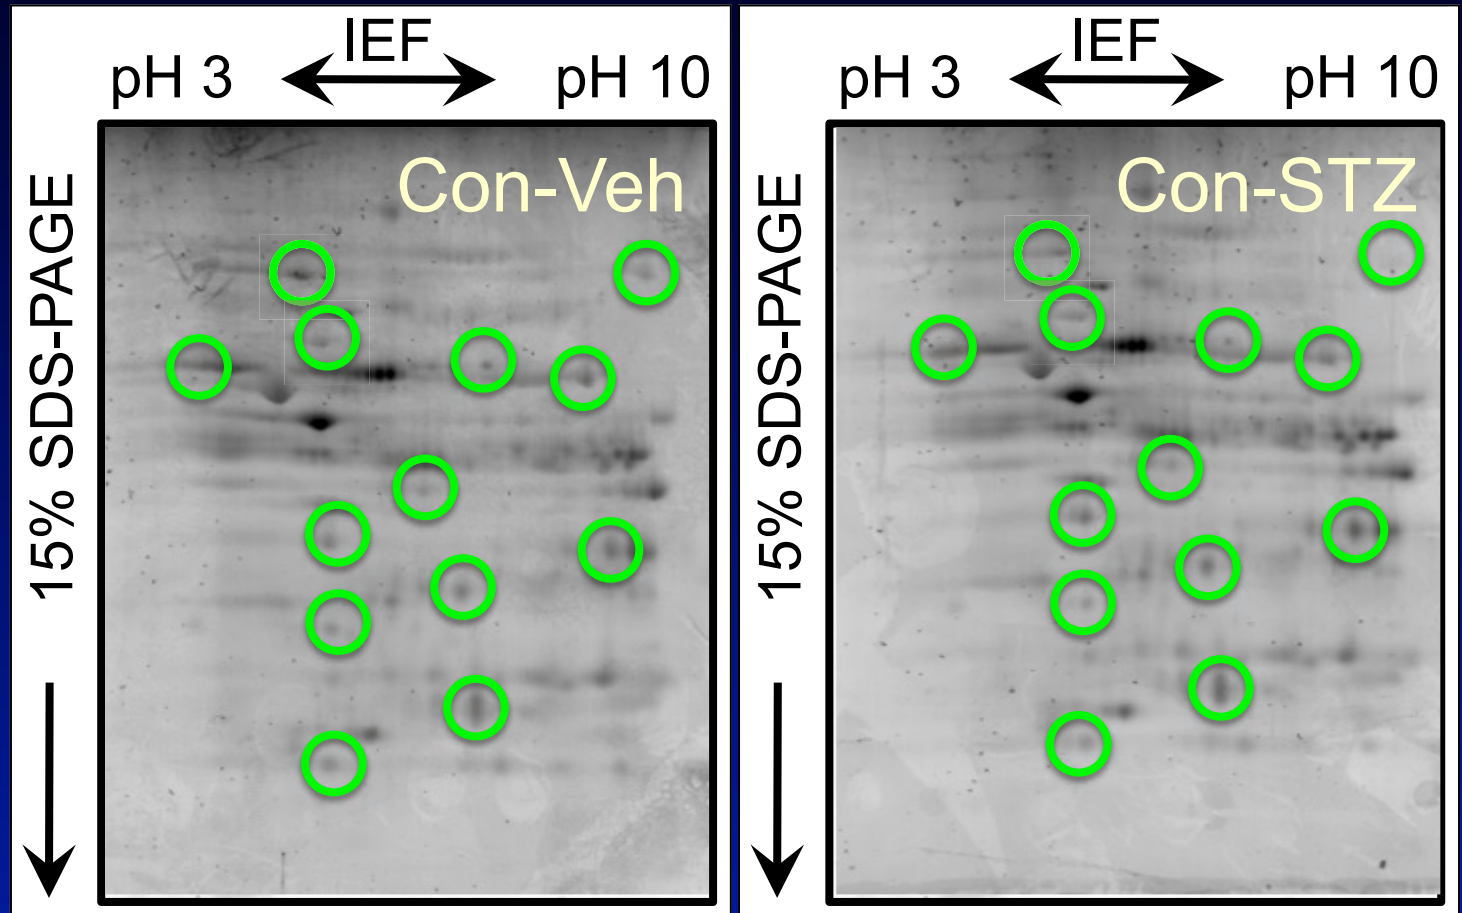 IEF
pH 3
pH 10
Con-Veh
15% SDS-PAGE
IEF
pH 3
pH 10
Con-STZ
15% SDS-PAGE